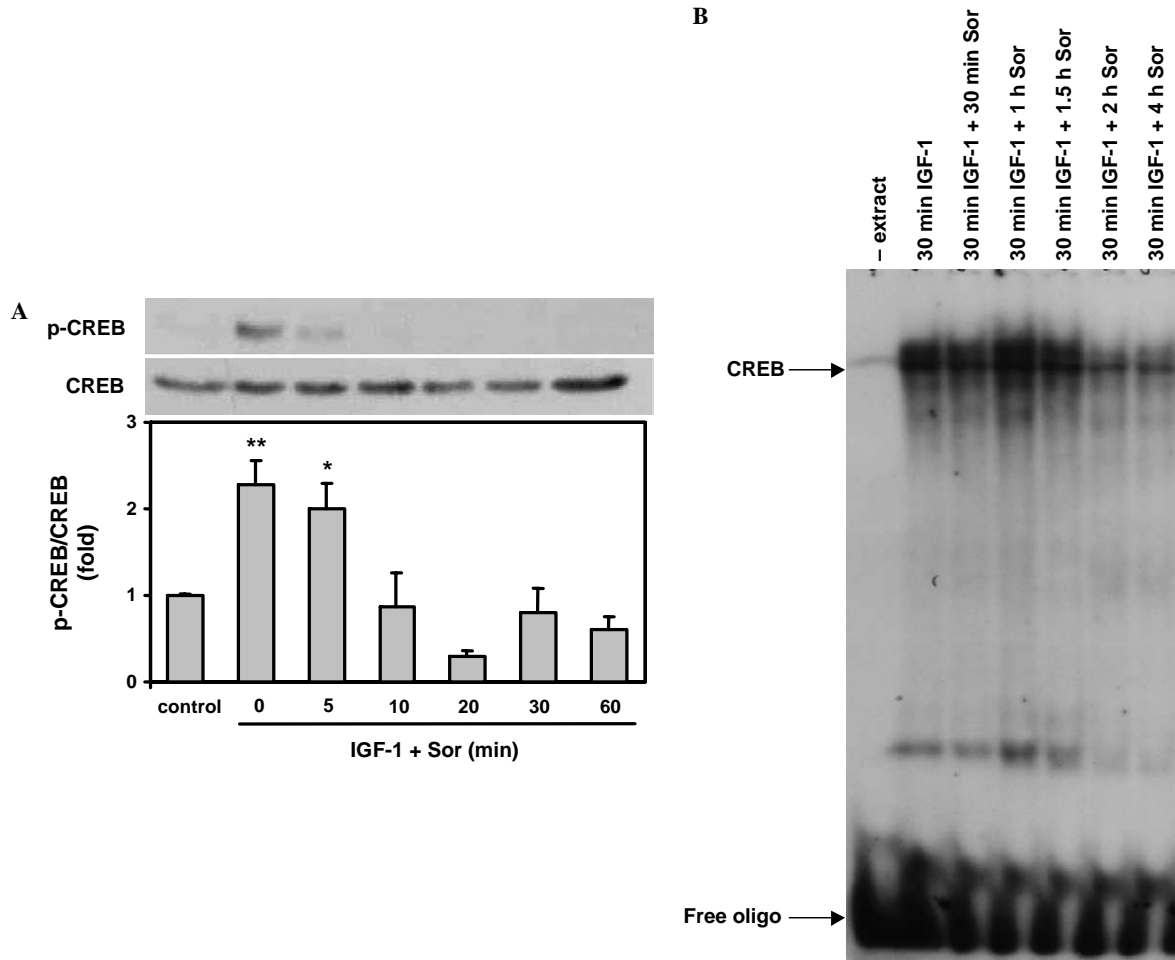 A
p-CREB
CREB
3
2
1
0
p-CREB/CREB
(fold)
**
*
control
0
5
10
20
30
60
IGF-1 + Sor (min)
B
– extract
30 min IGF-1
30 min IGF-1 + 30 min Sor
30 min IGF-1 + 1 h Sor
30 min IGF-1 + 1.5 h Sor
30 min IGF-1 + 2 h Sor
30 min IGF-1 + 4 h Sor
CREB
Free oligo